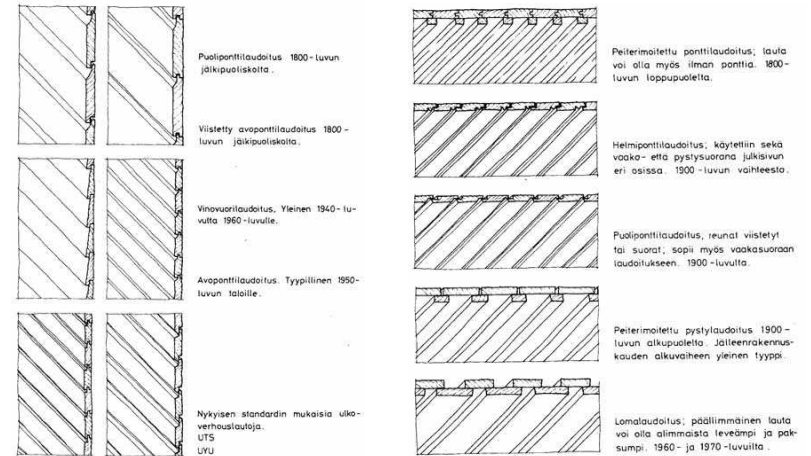 Puoliponttilaudoitus 1800-luvun
jälkipuoliskolta.
Viistetty avoponttilaudoitus 1800-
luvun jälkipuoliskolta.
Vinovuorilaudoitus. Yleinen 1940-lu-
vulta 1960-luvulle.
Avoponttilaudoitus. Tyypillinen 1950-
luvun taloille.
Nykyisen standardin mukaisia ulko-
verhouslautoja.
UTS
UYU
Peiterimoitettu ponttilaudoitus; lauta
voi olla myös ilman ponttia. 1800-
luvun loppupuolelta.
Helmiponttilaudoitus; käytettiin sekä
vaaka- että pystysuorana julkisivun
eri osissa. 1900-luvun vaihteesta.
Puoliponttilaudoitus, reunat viistetyt
tai suorat; sopii myös vaakasuoraan
laudoitukseen. 1900-luvulta.
Peiterimoitettu pystylaudoitus 1900-
luvun alkupuolelta. Jälleenrakennus-
kauden alkuvaiheen yleinen tyyppi.
Lomalaudoitus; päällimmäinen lauta
voi olla alimmaista leveämpi ja pak-
sumpi. 1960- ja 1970-luvuilta.